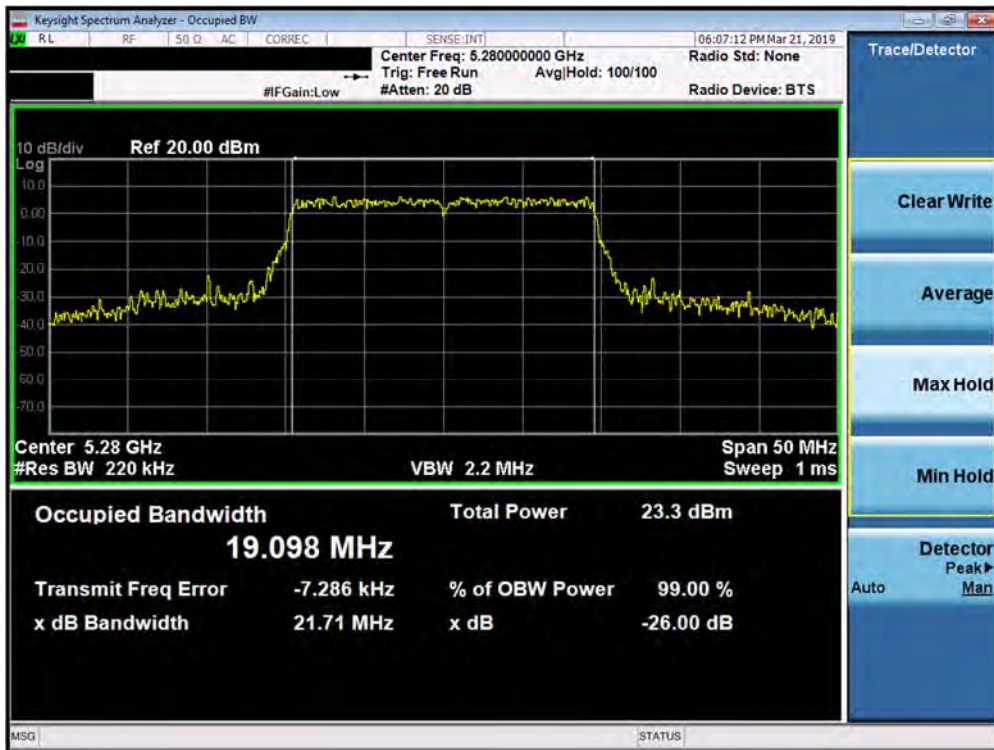 Keysight Spectrum Analyzer - Occupied BW
LXI RL RF 50 Ω AC CORREC SENSE:INT 06:07:12 PM Mar 21, 2019
Center Freq: 5.280000000 GHz Radio Std: None
Trig: Free Run Avg|Hold: 100/100
#IFGain:Low #Atten: 20 dB Radio Device: BTS
10 dB/div Ref 20.00 dBm
Log
10.0
0.00
-10.0
-20.0
-30.0
-40.0
-50.0
-60.0
-70.0
Center 5.28 GHz Span 50 MHz
#Res BW 220 kHz VBW 2.2 MHz Sweep 1 ms
Occupied Bandwidth Total Power 23.3 dBm
19.098 MHz
Transmit Freq Error -7.286 kHz % of OBW Power 99.00 %
x dB Bandwidth 21.71 MHz x dB -26.00 dB
MSG STATUS
Trace/Detector
Clear Write
Average
Max Hold
Min Hold
Detector
Peak▶
Auto Man